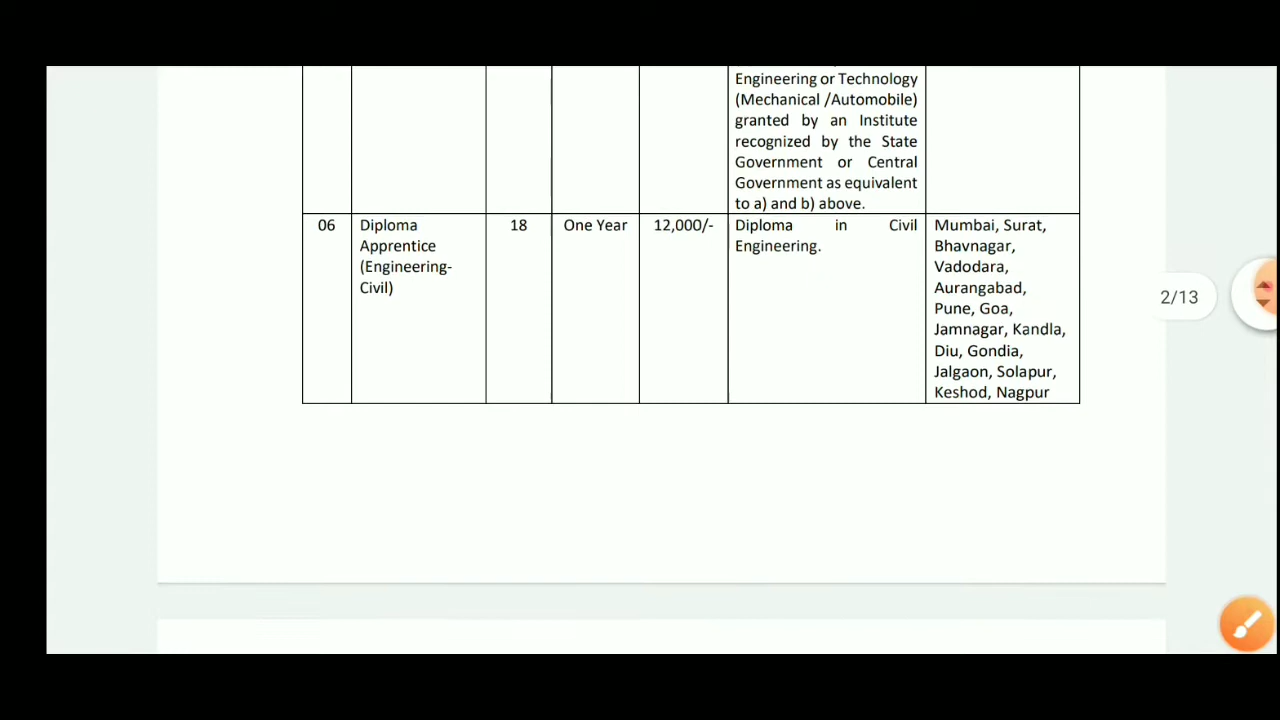 Engineering or Technology
(Mechanical /Automobile)
granted by an Institute
recognized by the State
Government or Central
Government as equivalent
to a) and b) above.
06
Diploma
Apprentice
(Engineering-
Civil)
18
One Year
12,000/-
Diploma in Civil
Engineering.
Mumbai, Surat,
Bhavnagar,
Vadodara,
Aurangabad,
Pune, Goa,
Jamnagar, Kandla,
Diu, Gondia,
Jalgaon, Solapur,
Keshod, Nagpur
2/13